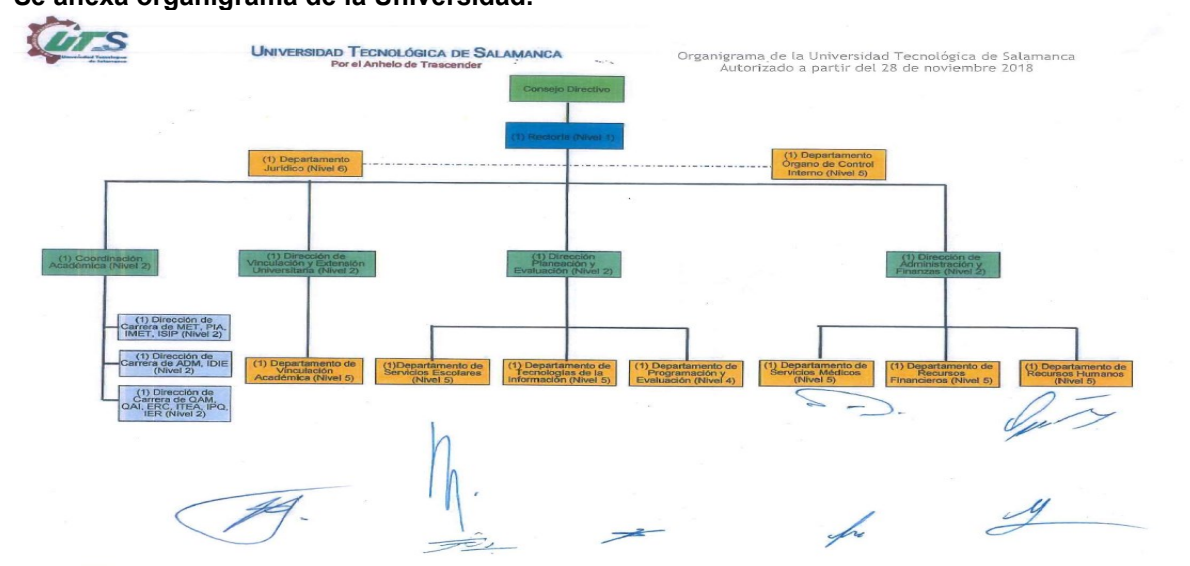 Se anexa organigrama de la Universidad.
UTS
Universidad Tecnológica
de Salamanca
UNIVERSIDAD TECNOLÓGICA DE SALAMANCA
Por el Anhelo de Trascender
Organigrama de la Universidad Tecnológica de Salamanca
Autorizado a partir del 28 de noviembre 2018
Consejo Directivo
(1) Rectoría (Nivel 1)
(1) Departamento
Jurídico (Nivel 6)
(1) Departamento
Órgano de Control
Interno (Nivel 5)
(1) Coordinación
Académica (Nivel 2)
(1) Dirección de
Vinculación y Extensión
Universitaria (Nivel 2)
(1) Dirección
Planeación y
Evaluación (Nivel 2)
(1) Dirección de
Administración y
Finanzas (Nivel 2)
(1) Dirección de
Carrera de MET, PIA,
IMET, ISIP (Nivel 2)
(1) Dirección de
Carrera de ADM, IDIE
(Nivel 2)
(1) Dirección de
Carrera de QAM,
QAI, ERC, ITEA, IPQ,
IER (Nivel 2)
(1) Departamento de
Vinculación
Académica (Nivel 5)
(1)Departamento de
Servicios Escolares
(Nivel 5)
(1) Departamento de
Tecnologías de la
Información (Nivel 5)
(1) Departamento de
Programación y
Evaluación (Nivel 4)
(1) Departamento de
Servicios Médicos
(Nivel 5)
(1) Departamento de
Recursos
Financieros (Nivel 5)
(1) Departamento de
Recursos Humanos
(Nivel 5)